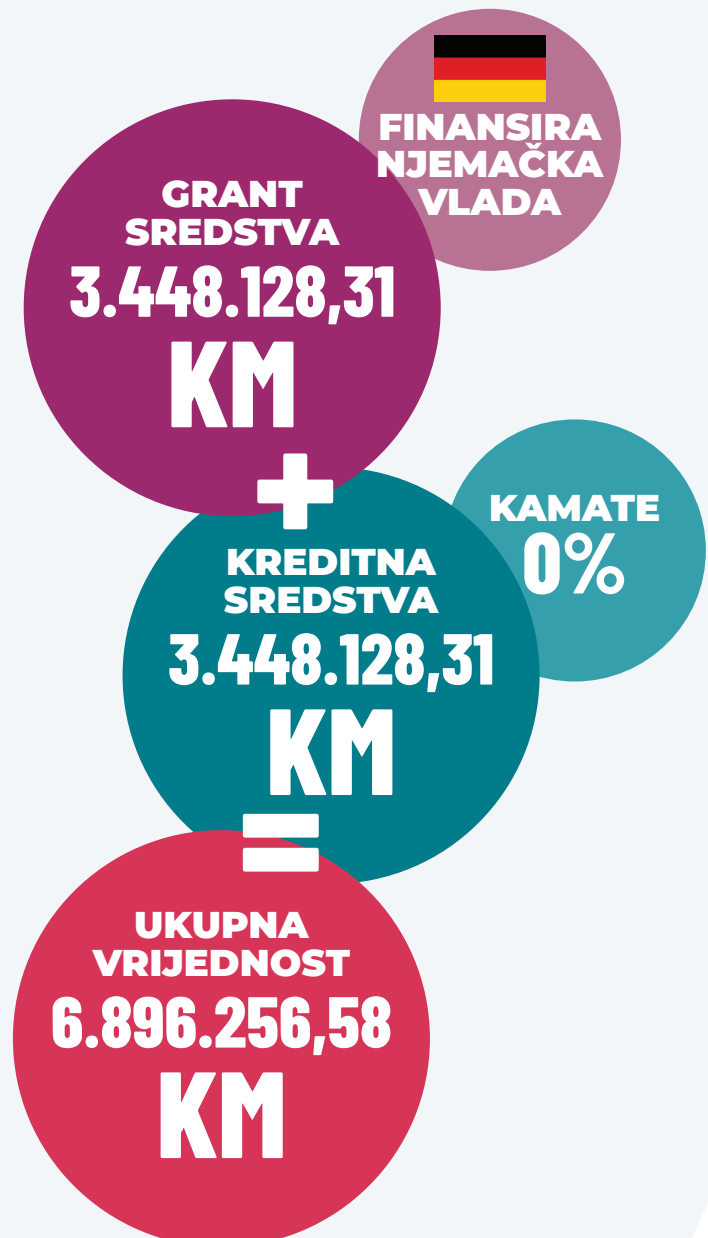 FINANSIRA
NJEMAČKA
VLADA
GRANT
SREDSTVA
3.448.128,31
KM
+
KAMATE
0%
KREDITNA
SREDSTVA
3.448.128,31
KM
=
UKUPNA
VRIJEDNOST
6.896.256,58
KM